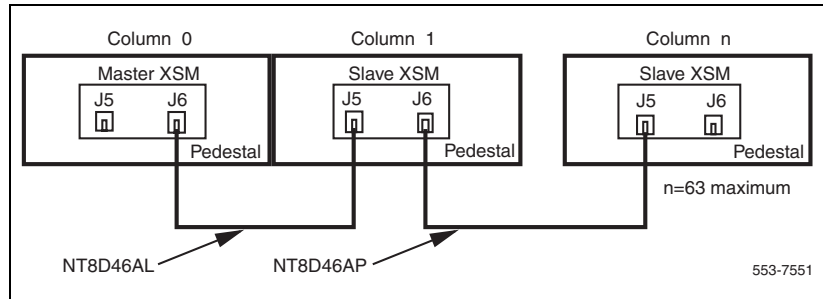 Column 0 Column 1 Column n
Master XSM Slave XSM Slave XSM
J5 J6 J5 J6 J5 J6
Pedestal Pedestal Pedestal
n=63 maximum
NT8D46AL NT8D46AP
553-7551